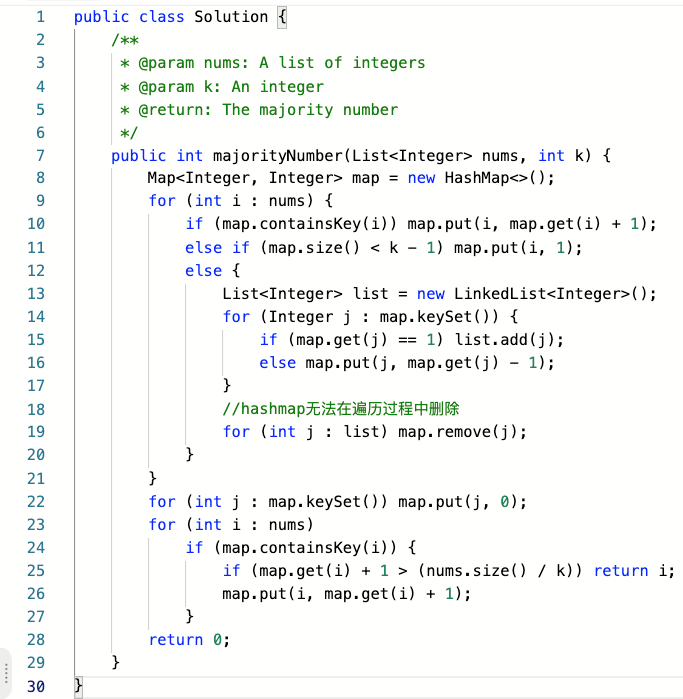 1 public class Solution {
2     /**
3      * @param nums: A list of integers
4      * @param k: An integer
5      * @return: The majority number
6      */
7     public int majorityNumber(List<Integer> nums, int k) {
8         Map<Integer, Integer> map = new HashMap<>();
9         for (int i : nums) {
10             if (map.containsKey(i)) map.put(i, map.get(i) + 1);
11             else if (map.size() < k - 1) map.put(i, 1);
12             else {
13                 List<Integer> list = new LinkedList<Integer>();
14                 for (Integer j : map.keySet()) {
15                     if (map.get(j) == 1) list.add(j);
16                     else map.put(j, map.get(j) - 1);
17                 }
18                 //hashmap无法在遍历过程中删除
19                 for (int j : list) map.remove(j);
20             }
21         }
22         for (int j : map.keySet()) map.put(j, 0);
23         for (int i : nums)
24             if (map.containsKey(i)) {
25                 if (map.get(i) + 1 > (nums.size() / k)) return i;
26                 map.put(i, map.get(i) + 1);
27             }
28         return 0;
29     }
30 }